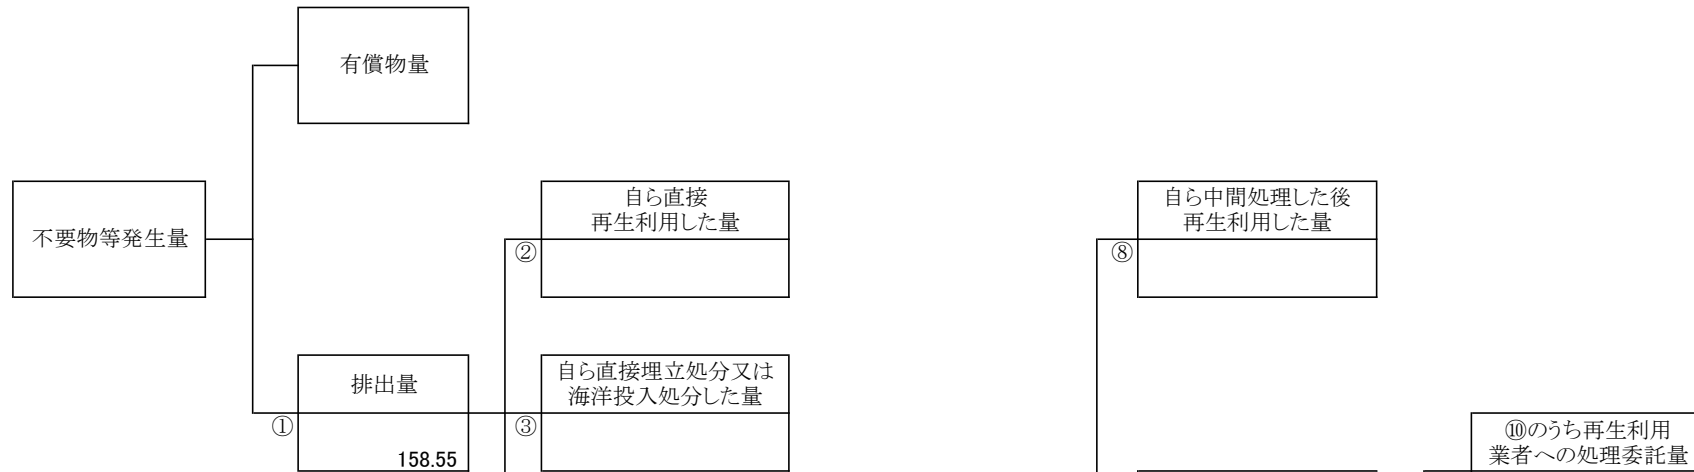 有償物量
不要物等発生量
自ら直接
再生利用した量
②
自ら中間処理した後
再生利用した量
⑧
排出量
①
158.55
自ら直接埋立処分又は
海洋投入処分した量
③
⑩のうち再生利用
業者への処理委託量